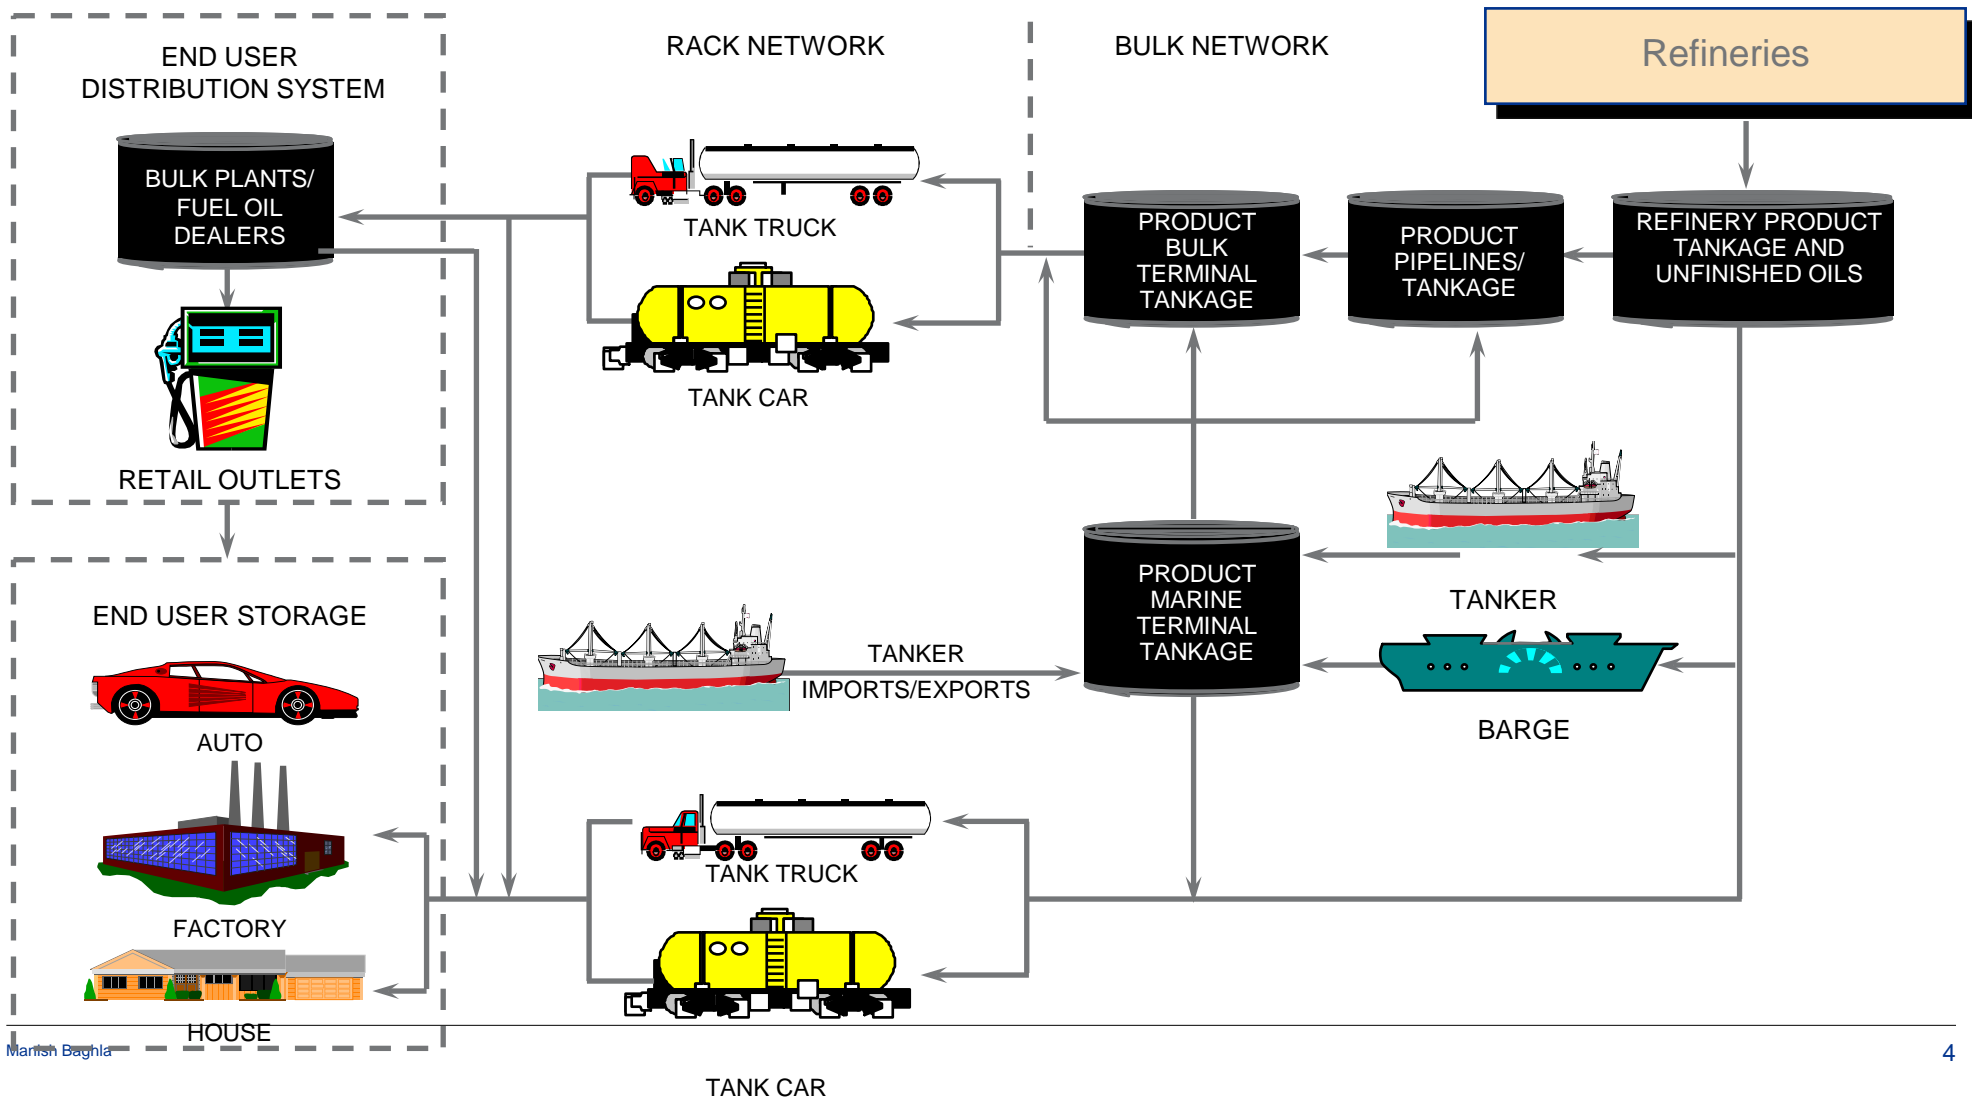 END USER
DISTRIBUTION SYSTEM
RACK NETWORK
BULK NETWORK
Refineries
BULK PLANTS/
FUEL OIL
DEALERS
TANK TRUCK
PRODUCT
BULK
TERMINAL
TANKAGE
PRODUCT
PIPELINES/
TANKAGE
REFINERY PRODUCT
TANKAGE AND
UNFINISHED OILS
TANK CAR
RETAIL OUTLETS
END USER STORAGE
PRODUCT
MARINE
TERMINAL
TANKAGE
TANKER
TANKER
IMPORTS/EXPORTS
BARGE
AUTO
TANK TRUCK
FACTORY
HOUSE
Manish Baghla
4
TANK CAR